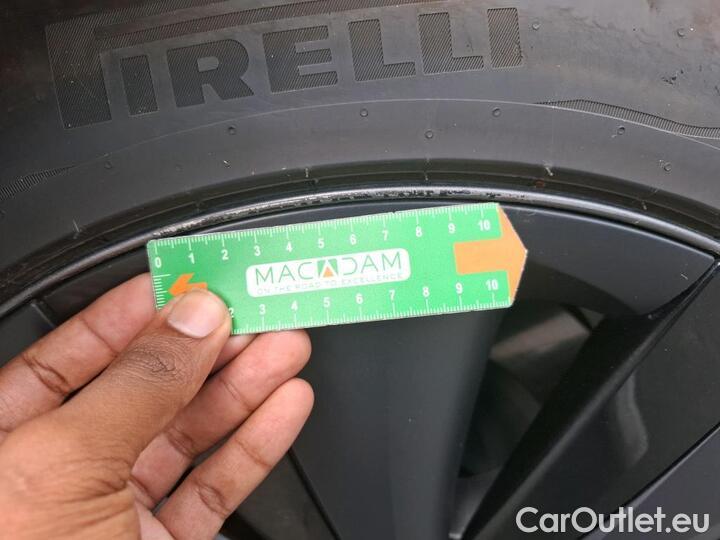 PIRELLI
0 1 2 3 4 5 6 7 8 9 10
MACADAM
ON THE ROAD TO EXCELLENCE
2 3 4 5 6 7 8 9 10
CarOutlet.eu